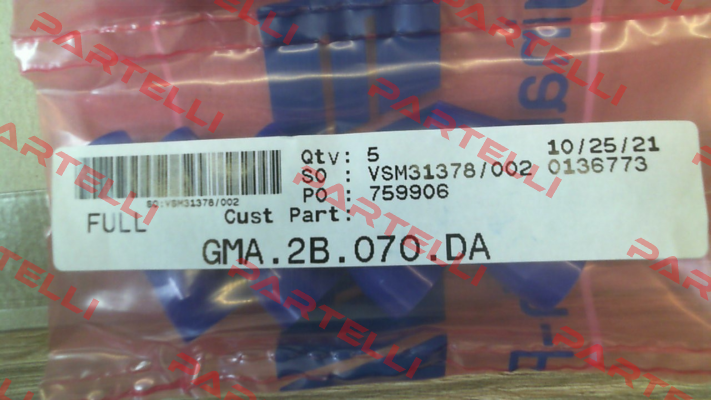 Qty: 5 10/25/21
SO : VSM31378/002 0136773
PO : 759906
SO:VSM31378/002
FULL Cust Part:
GMA.2B.070.DA
PARTELLI
PARTELLI
PARTELLI
PARTELLI
PARTELLI
PARTELLI
PARTELLI